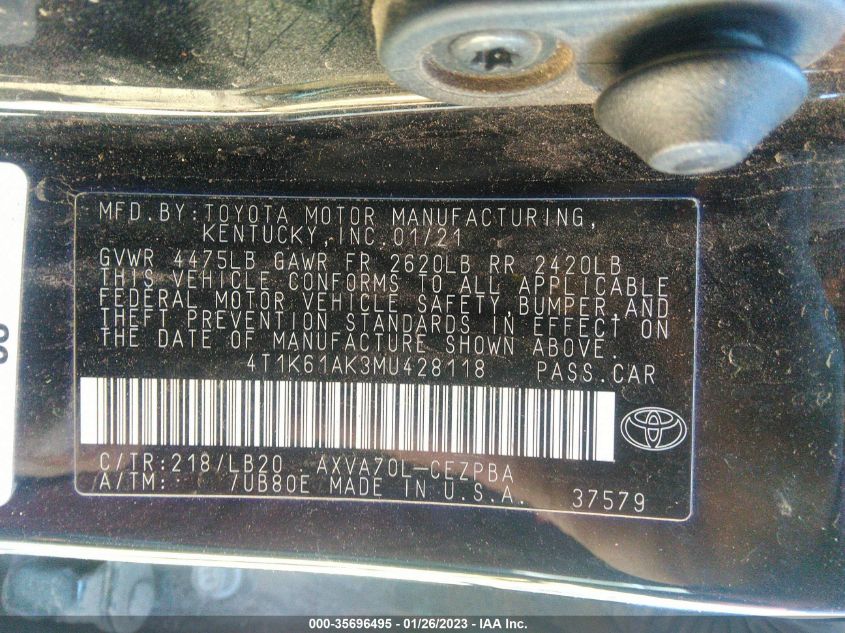 MFD.BY:TOYOTA MOTOR MANUFACTURING,
KENTUCKY,INC.01/21
GVWR 4475LB GAWR FR 2620LB RR 2420LB
THIS VEHICLE CONFORMS TO ALL APPLICABLE
FEDERAL MOTOR VEHICLE SAFETY,BUMPER,AND
THEFT PREVENTION STANDARDS IN EFFECT ON
THE DATE OF MANUFACTURE SHOWN ABOVE.
4T1K61AK3MU428118 PASS.CAR
C/TR:218/LB20 AXVA70L-CEZPBA
A/TM: /UB80E MADE IN U.S.A. 37579
000-35696495 - 01/26/2023 - IAA Inc.